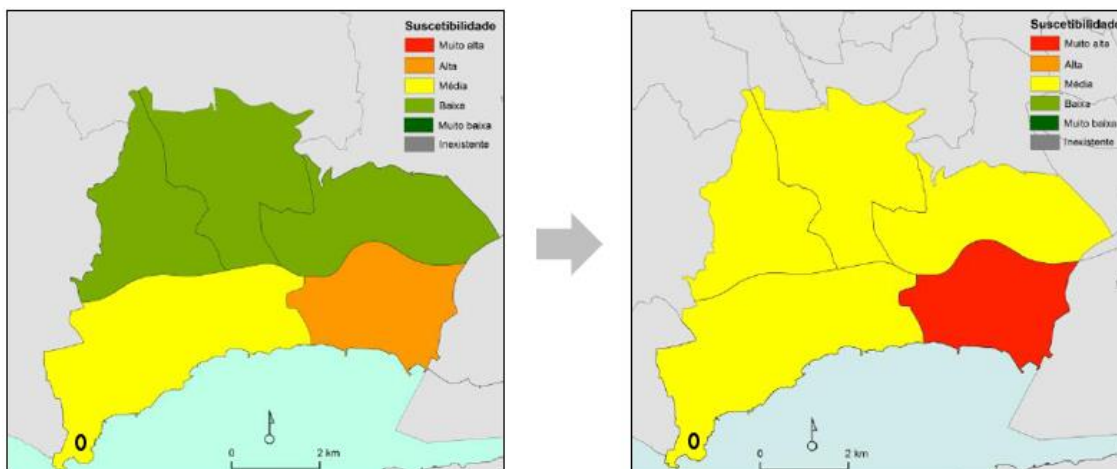 Suscetibilidade
Muito alta
Alta
Média
Baixa
Muito baixa
Inexistente
0
0 2 km
Suscetibilidade
Muito alta
Alta
Média
Baixa
Muito baixa
Inexistente
0
0 2 km